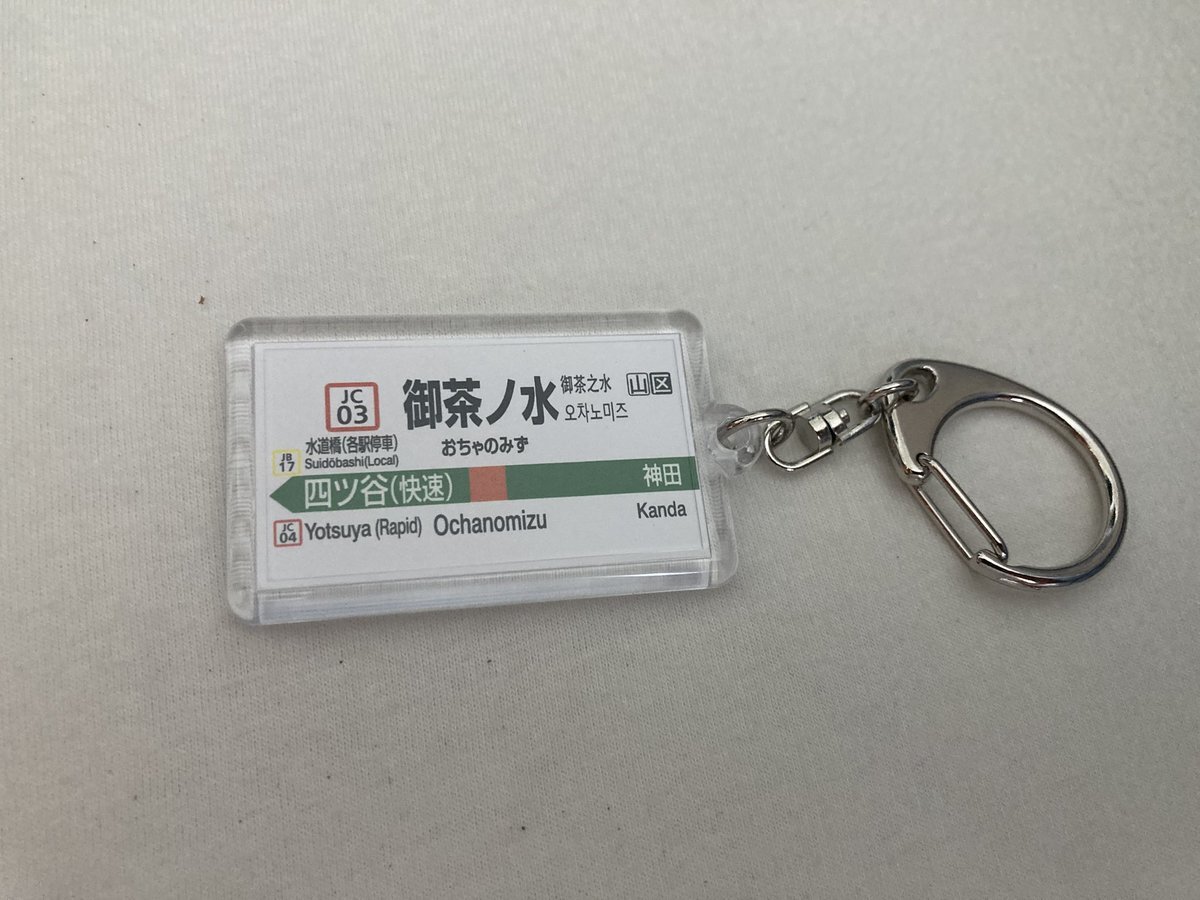 JC
03
御茶ノ水
御茶之水
오차노미즈
山区
おちゃのみず
JB
17
水道橋(各駅停車)
Suidōbashi(Local)
四ツ谷(快速)
神田
JC
04
Yotsuya (Rapid)
Ochanomizu
Kanda